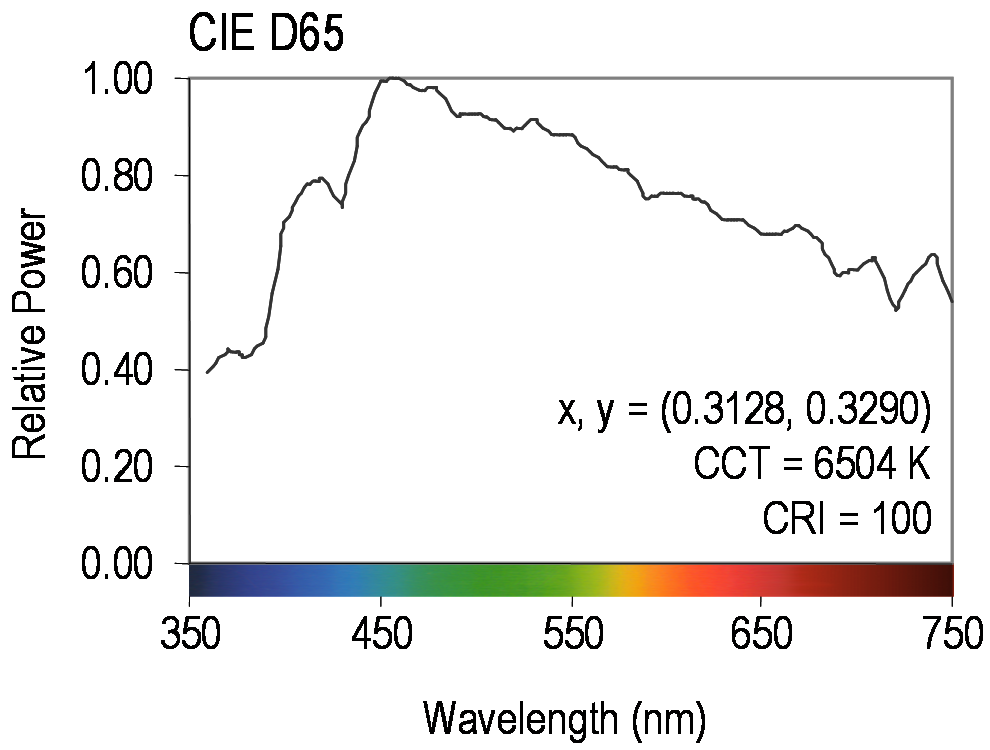 CIE D65
1.00
0.80
0.60
0.40
0.20
0.00
Relative Power
x, y = (0.3128, 0.3290)
CCT = 6504 K
CRI = 100
350 450 550 650 750
Wavelength (nm)